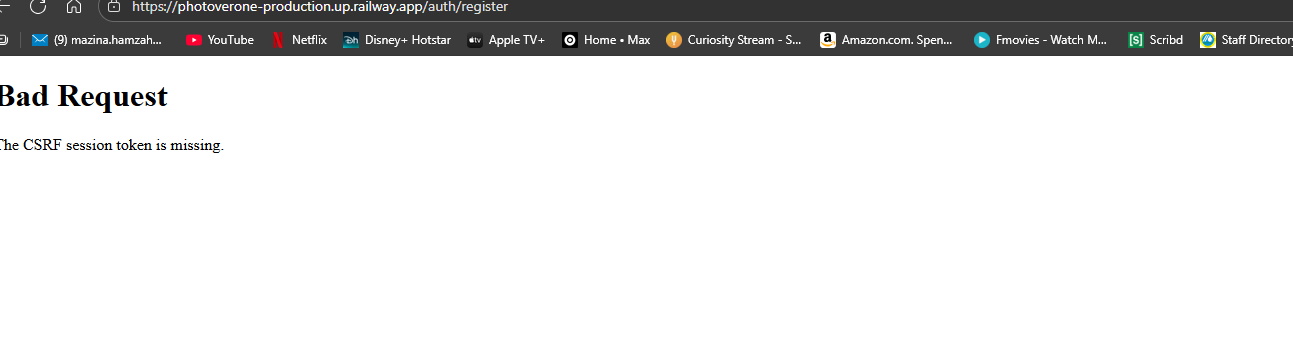 https://photoverone-production.up.railway.app/auth/register
(9) mazina.hamzah... YouTube Netflix Disney+ Hotstar Apple TV+ Home • Max Curiosity Stream - S... Amazon.com. Spen... Fmovies - Watch M... Scribd Staff Directory
Bad Request
The CSRF session token is missing.